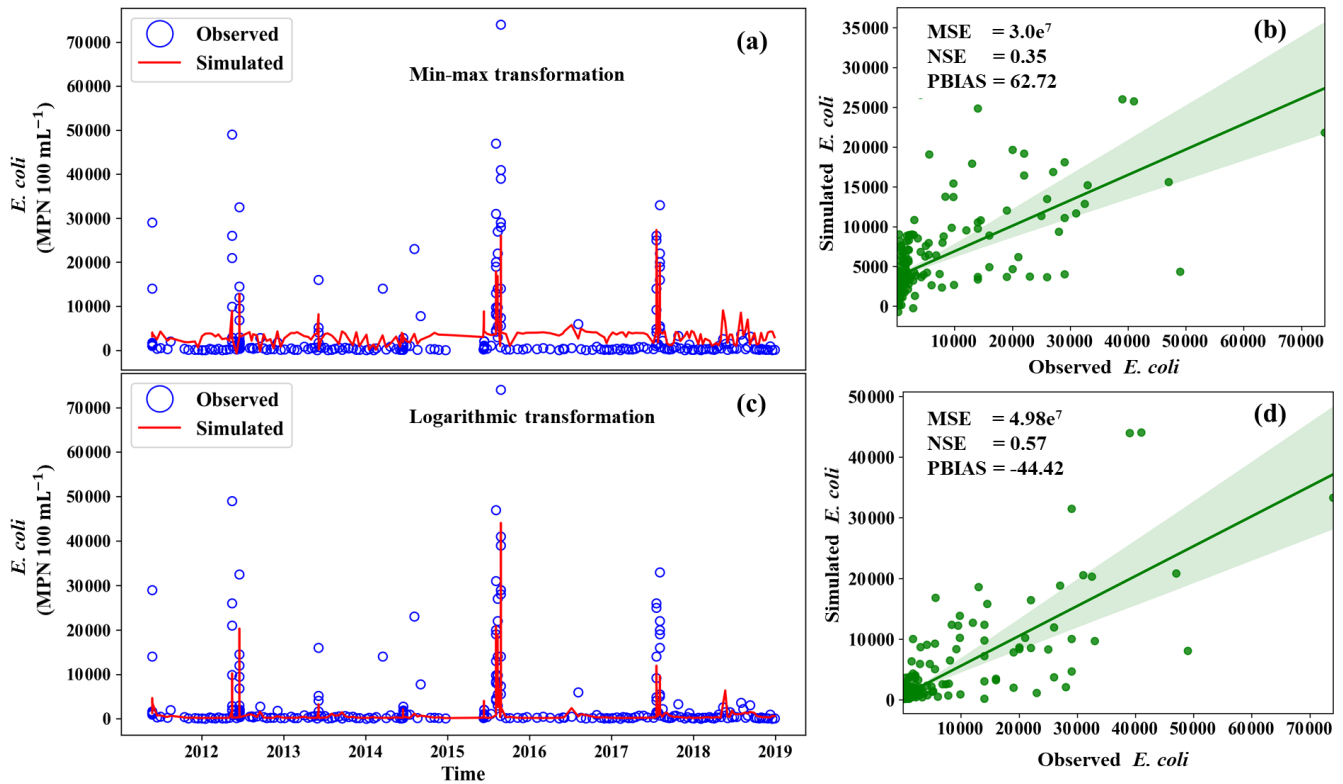 (a)
Observed
Simulated
Min-max transformation
70000
60000
50000
40000
30000
20000
10000
0
E. coli
(MPN 100 mL⁻¹)
(b)
MSE = 3.0e⁷
NSE = 0.35
PBIAS = 62.72
35000
30000
25000
20000
15000
10000
5000
0
Simulated E. coli
10000 20000 30000 40000 50000 60000 70000
Observed E. coli
(c)
Observed
Simulated
Logarithmic transformation
70000
60000
50000
40000
30000
20000
10000
0
E. coli
(MPN 100 mL⁻¹)
2012 2013 2014 2015 2016 2017 2018 2019
Time
(d)
MSE = 4.98e⁷
NSE = 0.57
PBIAS = -44.42
50000
40000
30000
20000
10000
0
Simulated E. coli
10000 20000 30000 40000 50000 60000 70000
Observed E. coli